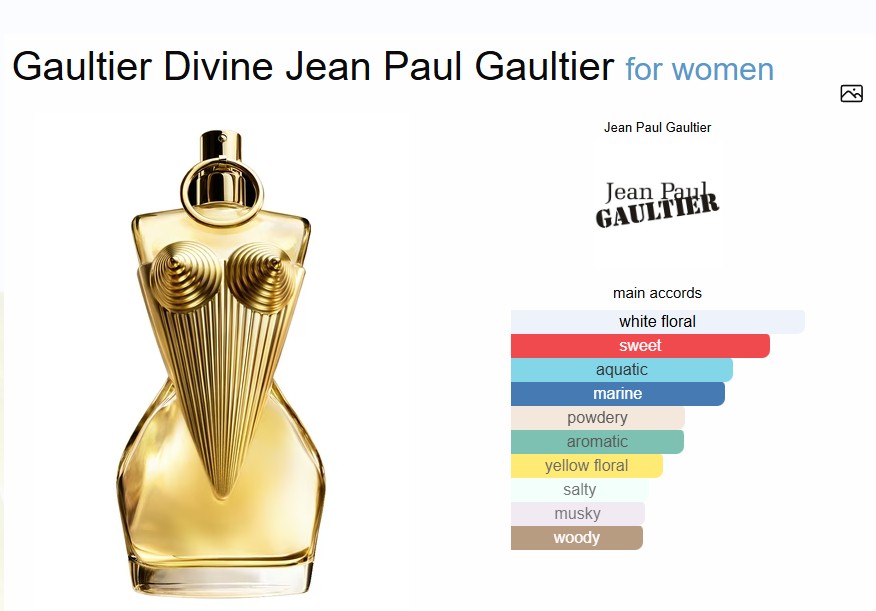 Gaultier Divine Jean Paul Gaultier for women
Jean Paul Gaultier
Jean Paul
GAULTIER
main accords
white floral
sweet
aquatic
marine
powdery
aromatic
yellow floral
salty
musky
woody